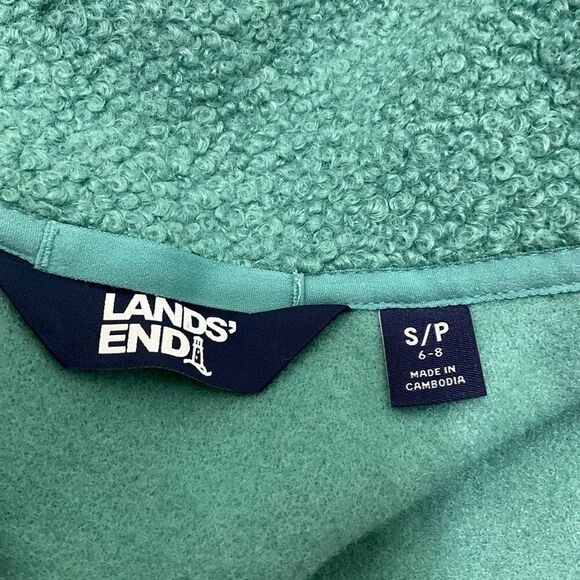 LANDS'
END
S/P
6-8
MADE IN
CAMBODIA